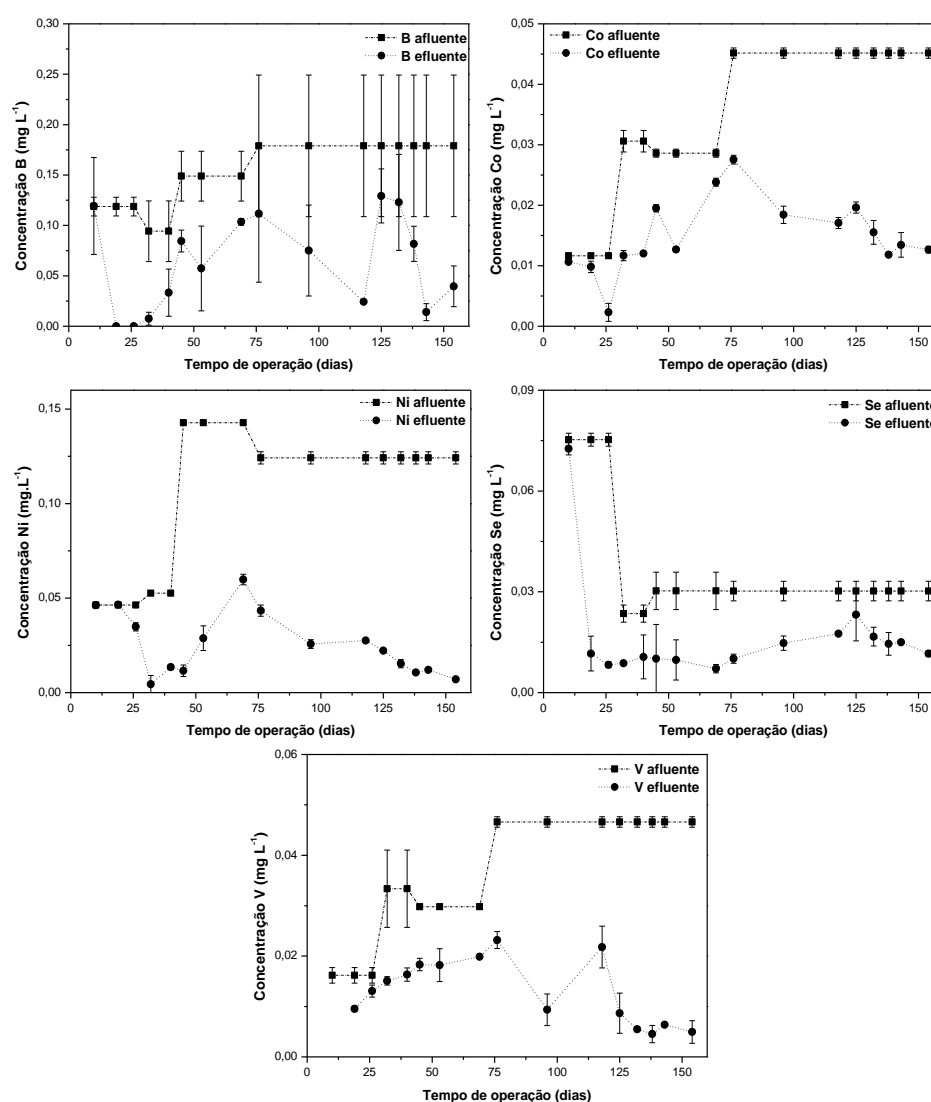 B afluente
B efluente
0,30
0,25
0,20
0,15
0,10
0,05
0,00
Concentração B (mg L-1)
0 25 50 75 100 125 150
Tempo de operação (dias)
Co afluente
Co efluente
0,05
0,04
0,03
0,02
0,01
0,00
Concentração Co (mg L-1)
0 25 50 75 100 125 150
Tempo de operação (dias)
Ni afluente
Ni efluente
0,15
0,10
0,05
0,00
Concentração Ni (mg.L-1)
0 25 50 75 100 125 150
Tempo de operação (dias)
Se afluente
Se efluente
0,09
0,06
0,03
0,00
Concentração Se (mg L-1)
0 25 50 75 100 125 150
Tempo de operação (dias)
V afluente
V efluente
0,06
0,04
0,02
0,00
Concentração V (mg L-1)
0 25 50 75 100 125 150
Tempo de operação (dias)